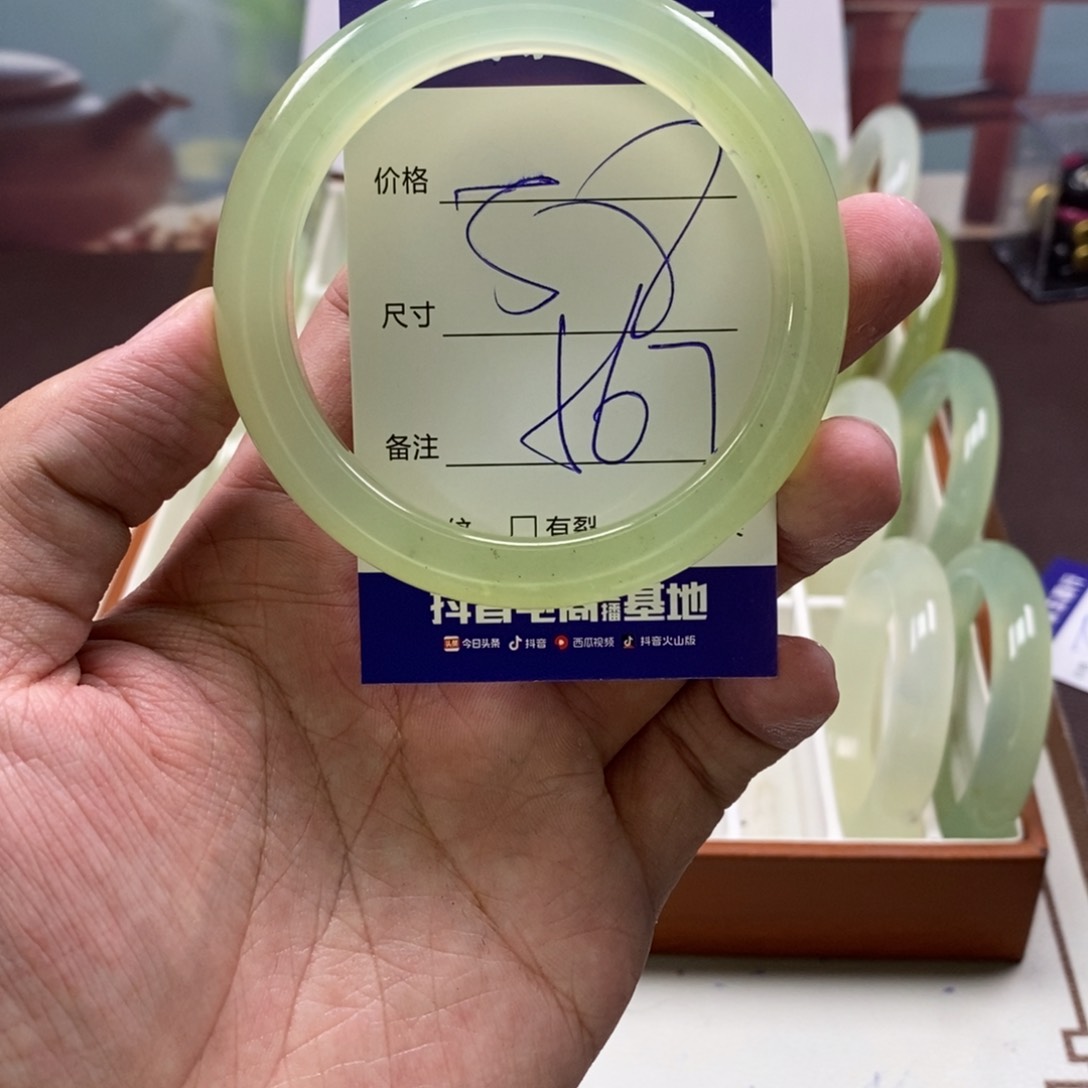 价格
58
尺寸
167
备注
□有裂
抖音电商直播基地
今日头条 抖音 西瓜视频 抖音火山版